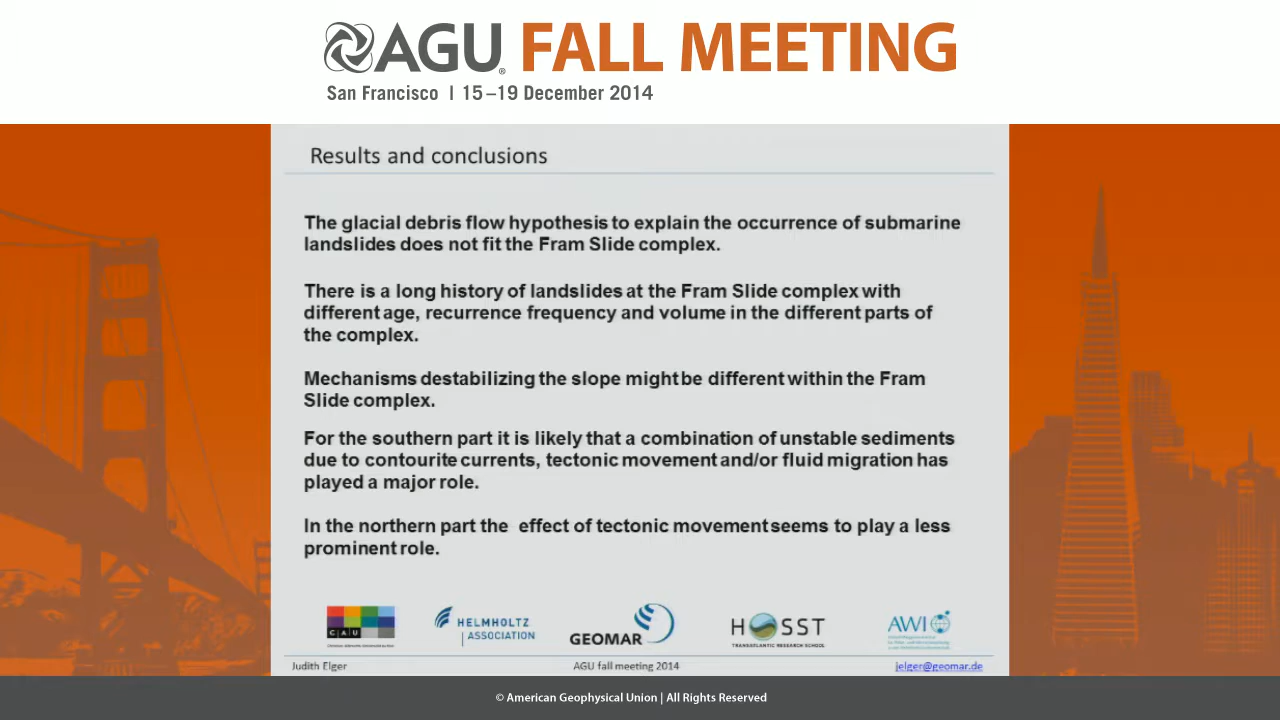 AGU® FALL MEETING
San Francisco | 15–19 December 2014
Results and conclusions
The glacial debris flow hypothesis to explain the occurrence of submarine
landslides does not fit the Fram Slide complex.
There is a long history of landslides at the Fram Slide complex with
different age, recurrence frequency and volume in the different parts of
the complex.
Mechanisms destabilizing the slope might be different within the Fram
Slide complex.
For the southern part it is likely that a combination of unstable sediments
due to contourite currents, tectonic movement and/or fluid migration has
played a major role.
In the northern part the effect of tectonic movement seems to play a less
prominent role.
C|A|U
HELMHOLTZ
ASSOCIATION
GEOMAR
HOSST
TRANSATLANTIC RESEARCH SCHOOL
AWI
Judith Elger
AGU fall meeting 2014
jelger@geomar.de
© American Geophysical Union | All Rights Reserved